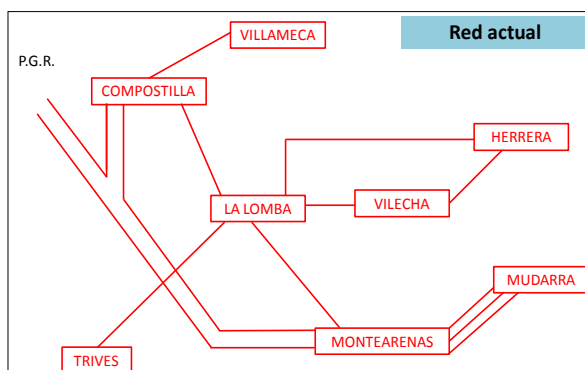 VILLAMECA
Red actual
P.G.R.
COMPOSTILLA
HERRERA
LA LOMBA
VILECHA
MUDARRA
MONTEARENAS
TRIVES